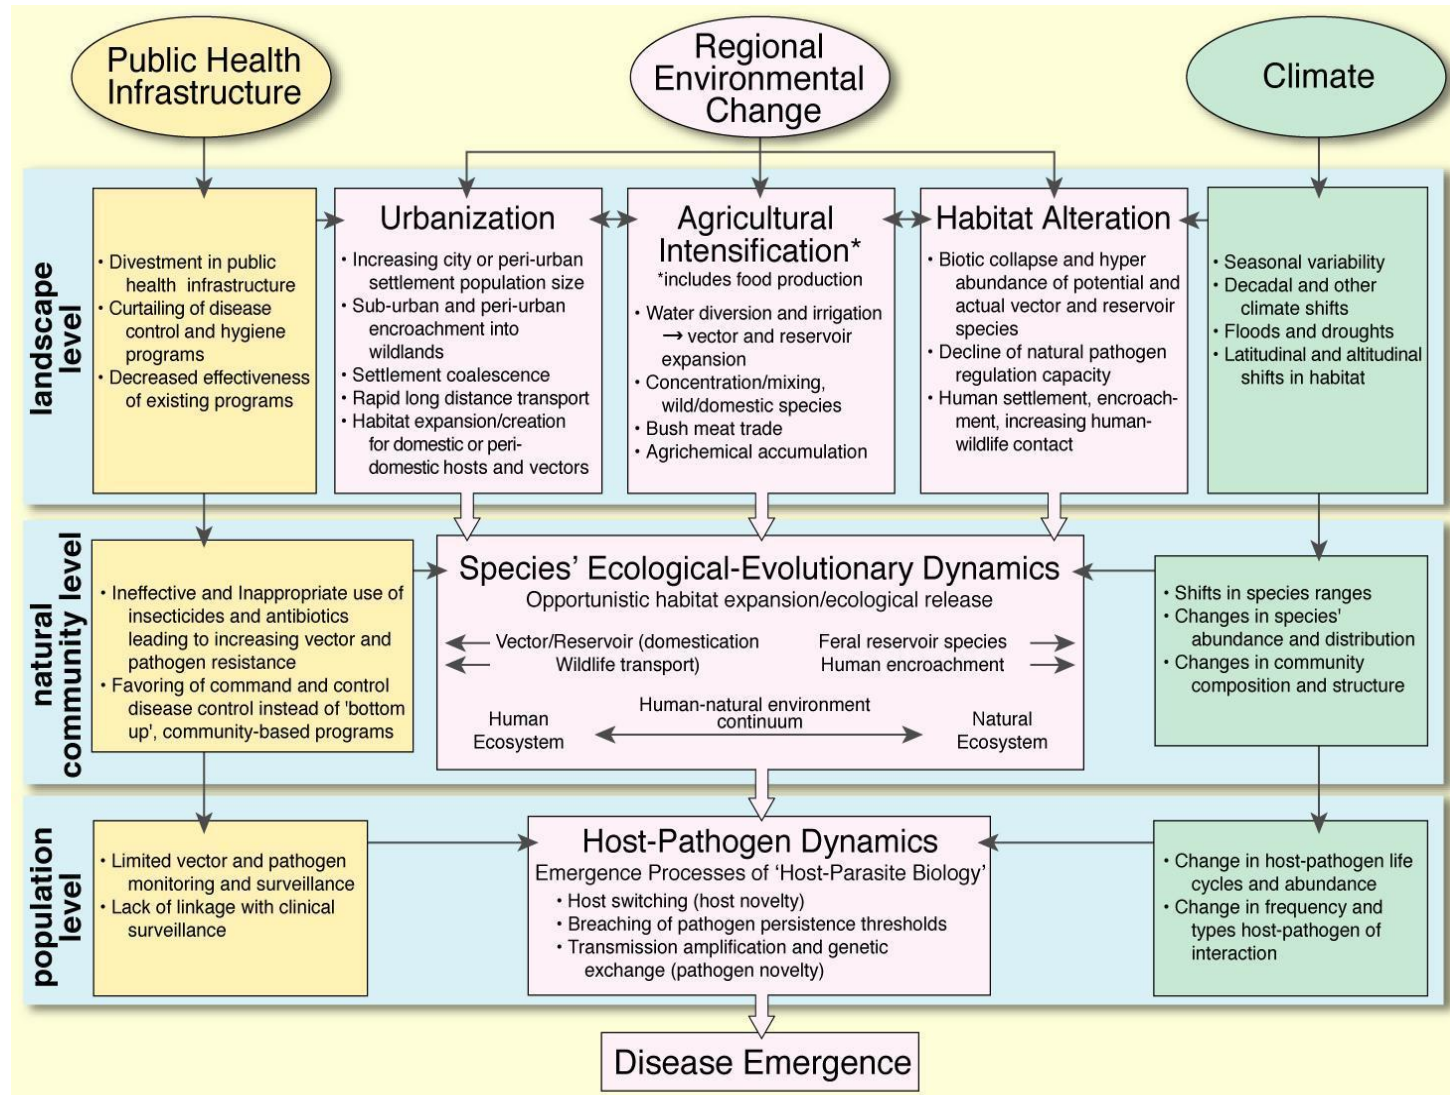 Public Health
Infrastructure
Regional
Environmental
Change
Climate
landscape
level
• Divestment in public
health infrastructure
• Curtailing of disease
control and hygiene
programs
• Decreased effectiveness
of existing programs
Urbanization
• Increasing city or peri-urban
settlement population size
• Sub-urban and peri-urban
encroachment into
wildlands
• Settlement coalescence
• Rapid long distance transport
• Habitat expansion/creation
for domestic or peri-
domestic hosts and vectors
Agricultural
Intensification*
*includes food production
• Water diversion and irrigation
→ vector and reservoir
expansion
• Concentration/mixing,
wild/domestic species
• Bush meat trade
• Agrichemical accumulation
Habitat Alteration
• Biotic collapse and hyper
abundance of potential and
actual vector and reservoir
species
• Decline of natural pathogen
regulation capacity
• Human settlement, encroach-
ment, increasing human-
wildlife contact
• Seasonal variability
• Decadal and other
climate shifts
• Floods and droughts
• Latitudinal and altitudinal
shifts in habitat
natural
community level
• Ineffective and Inappropriate use of
insecticides and antibiotics
leading to increasing vector and
pathogen resistance
• Favoring of command and control
disease control instead of 'bottom
up', community-based programs
Species' Ecological-Evolutionary Dynamics
Opportunistic habitat expansion/ecological release
Vector/Reservoir (domestication
Wildlife transport)
Feral reservoir species
Human encroachment
Human-natural environment
continuum
Human
Ecosystem
Natural
Ecosystem
• Shifts in species ranges
• Changes in species'
abundance and distribution
• Changes in community
composition and structure
population
level
• Limited vector and pathogen
monitoring and surveillance
• Lack of linkage with clinical
surveillance
Host-Pathogen Dynamics
Emergence Processes of 'Host-Parasite Biology'
• Host switching (host novelty)
• Breaching of pathogen persistence thresholds
• Transmission amplification and genetic
exchange (pathogen novelty)
• Change in host-pathogen life
cycles and abundance
• Change in frequency and
types host-pathogen of
interaction
Disease Emergence